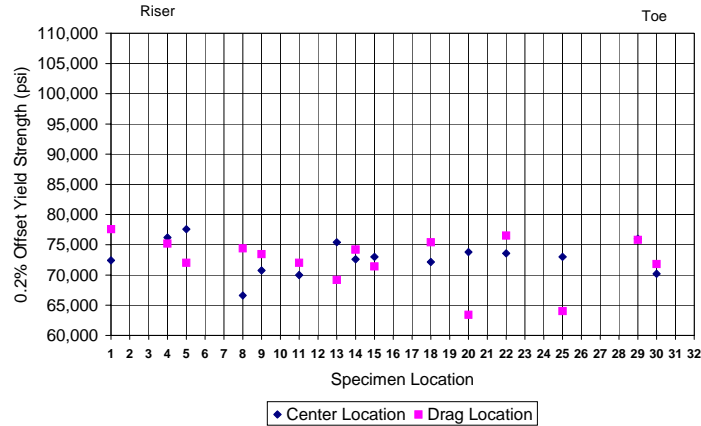 Riser
Toe
0.2% Offset Yield Strength (psi)
110,000
105,000
100,000
95,000
90,000
85,000
80,000
75,000
70,000
65,000
60,000
1 2 3 4 5 6 7 8 9 10 11 12 13 14 15 16 17 18 19 20 21 22 23 24 25 26 27 28 29 30 31 32
Specimen Location
Center Location Drag Location